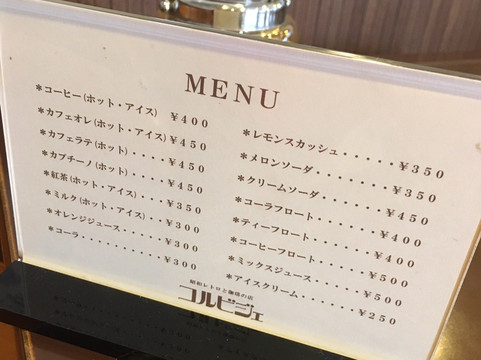 MENU
＊コーヒー(ホット・アイス) ￥400
＊カフェオレ(ホット・アイス) ￥450
＊カフェラテ(ホット)・・・・・￥450
＊カプチーノ(ホット)・・・・￥450
＊紅茶(ホット・アイス)・・・￥350
＊ミルク(ホット・アイス)・・￥300
＊オレンジジュース・・・・・￥300
＊コーラ・・・・・・・・・・￥300
＊レモンスカッシュ・・・・・￥350
＊メロンソーダ・・・・・・・￥350
＊クリームソーダ・・・・・・￥450
＊コーラフロート・・・・・・￥400
＊ティーフロート・・・・・・￥400
＊コーヒーフロート・・・・・￥500
＊ミックスジュース・・・・・￥500
＊アイスクリーム・・・・・・￥250
昭和レトロと珈琲の店
コルビジェ